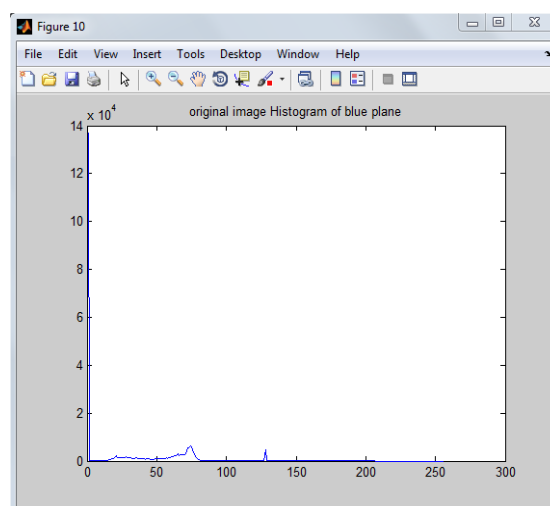 Figure 10
File Edit View Insert Tools Desktop Window Help
x 10^4
original image Histogram of blue plane
14
12
10
8
6
4
2
0
0 50 100 150 200 250 300